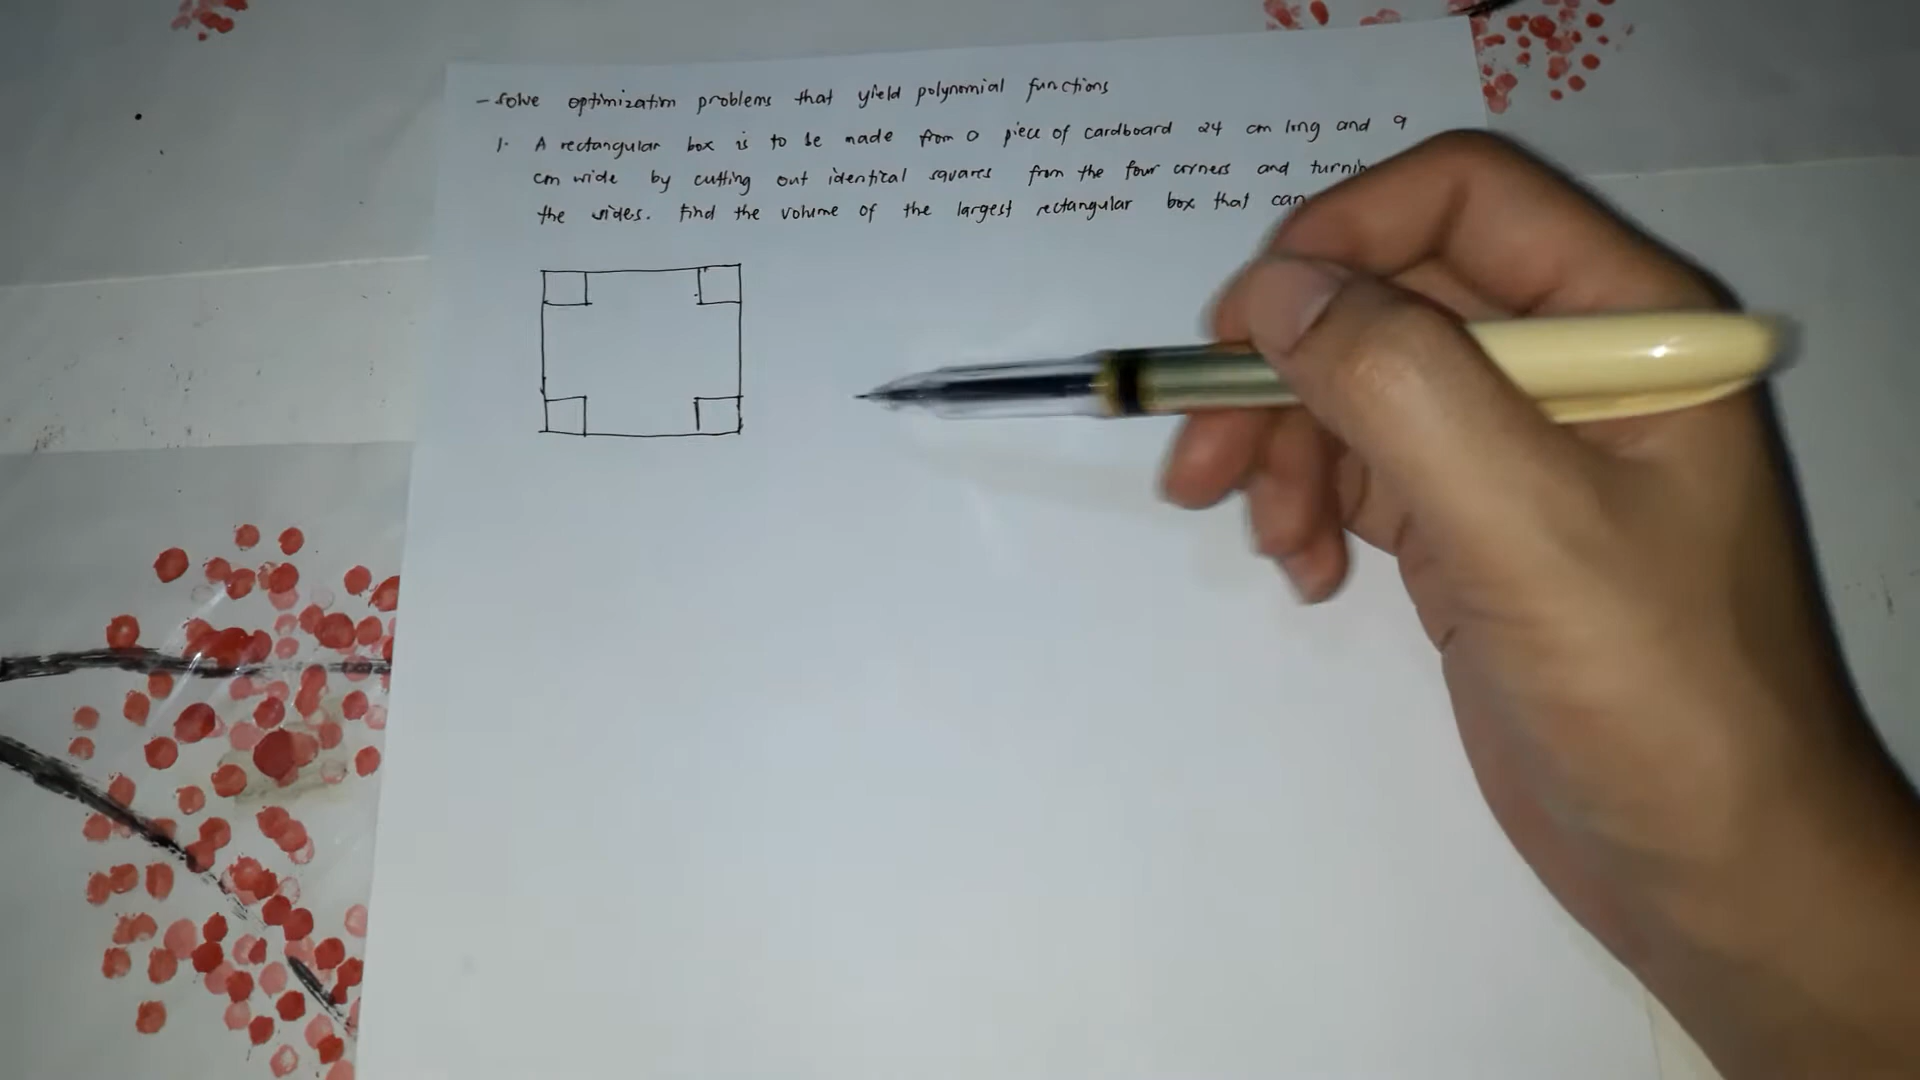 - Solve optimization problems that yield polynomial functions
1. A rectangular box is to be made from a piece of cardboard 24 cm long and 9
cm wide by cutting out identical squares from the four corners and
the sides. Find the volume of the largest rectangular box that can